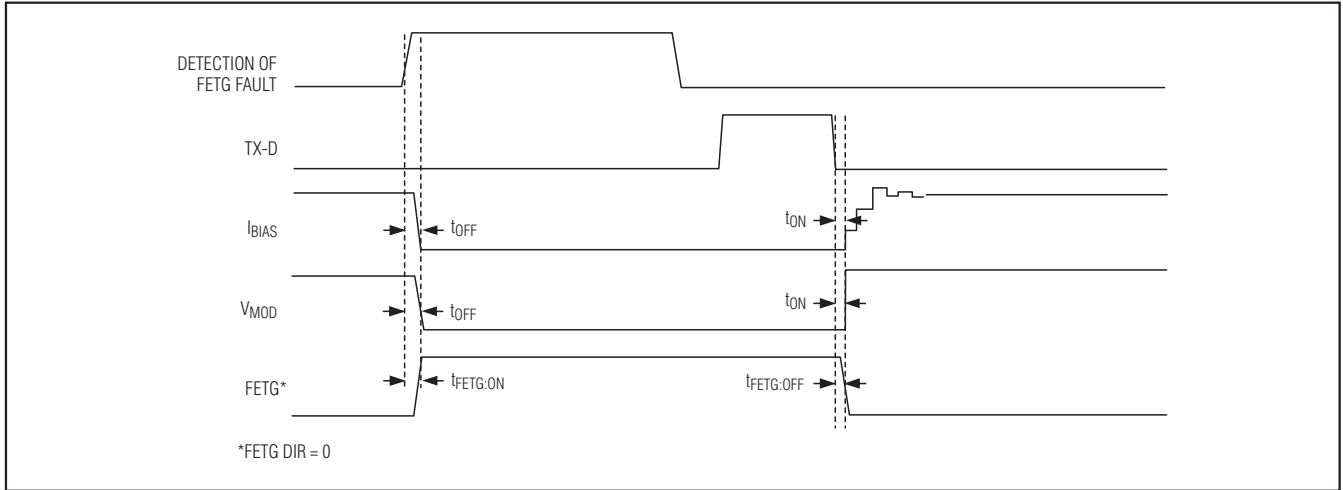 DETECTION OF
FETG FAULT
TX-D
IBIAS
tOFF
tON
VMOD
tOFF
tON
FETG*
tFETG:ON
tFETG:OFF
*FETG DIR = 0